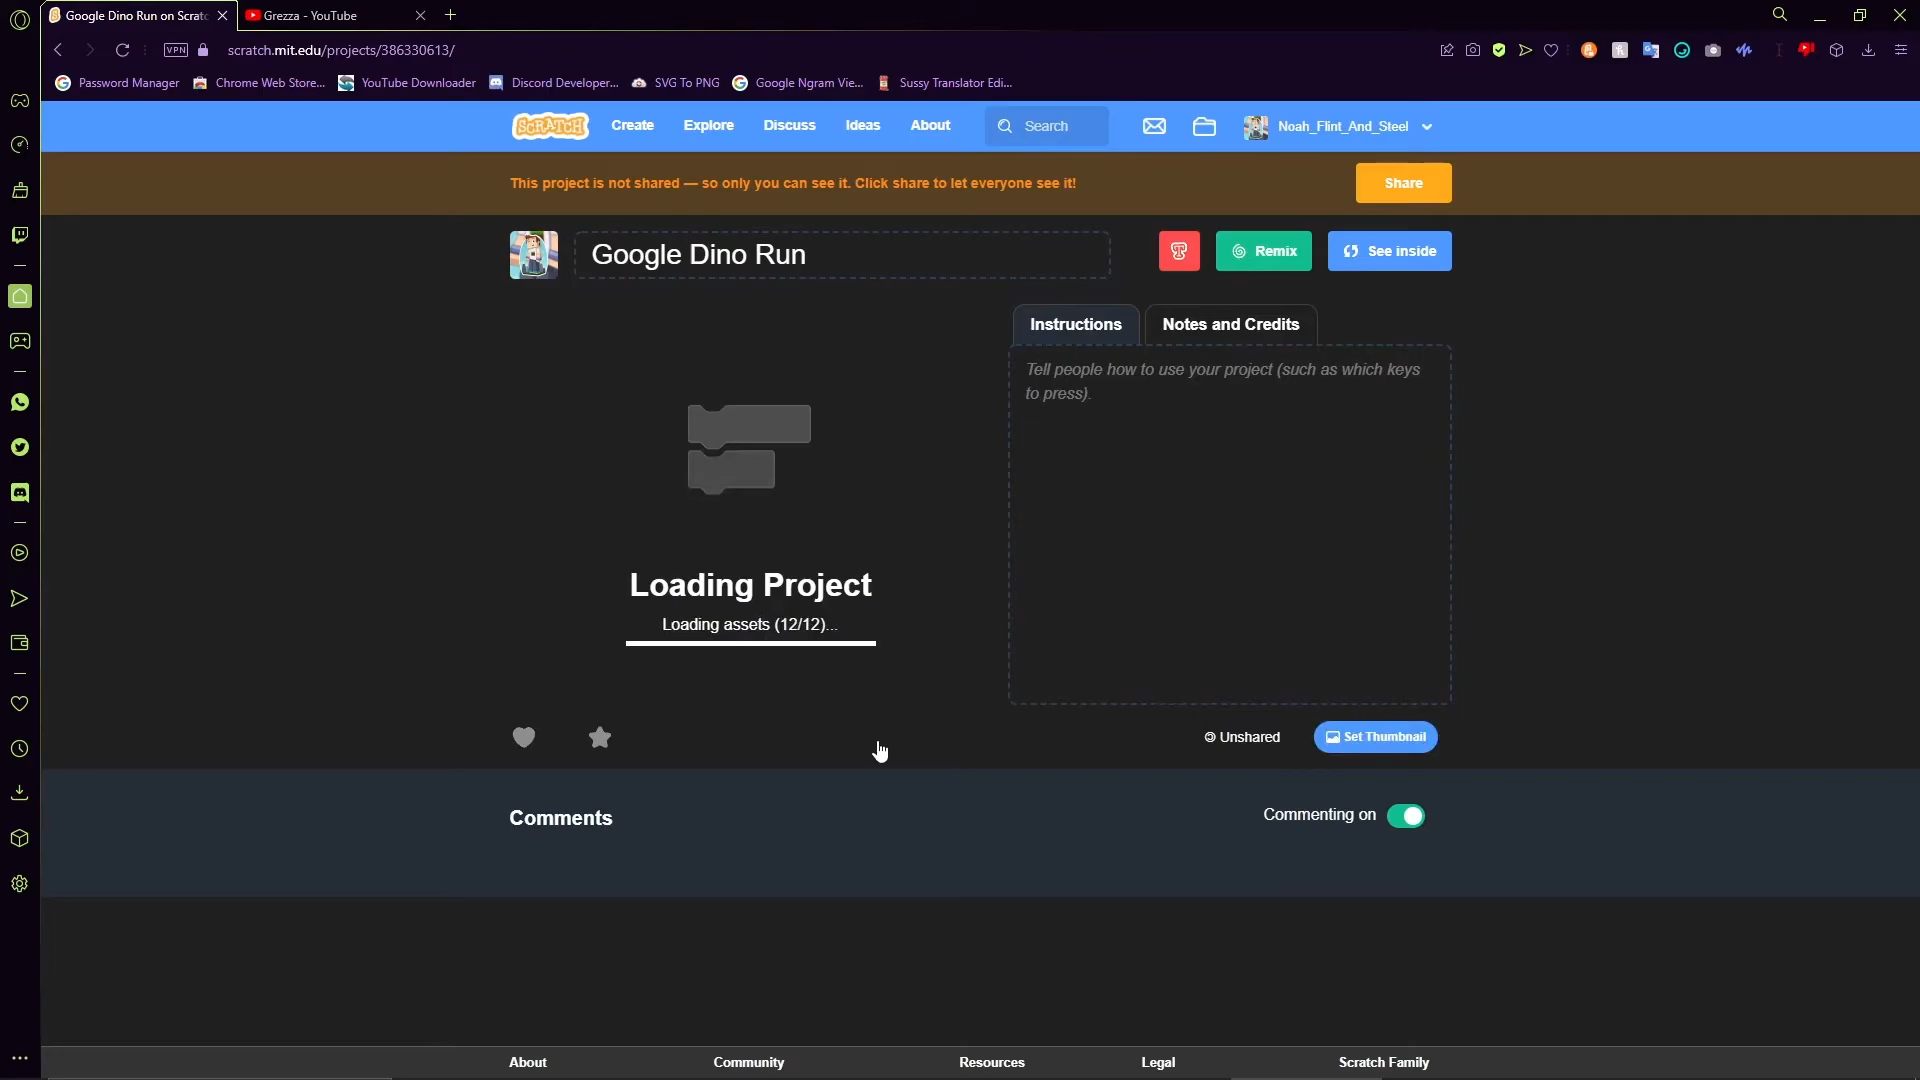 Google Dino Run on Scratc
Grezza - YouTube
VPN
scratch.mit.edu/projects/386330613/
Password Manager
Chrome Web Store...
YouTube Downloader
Discord Developer...
SVG To PNG
Google Ngram Vie...
Sussy Translator Edi...
SCRATCH
Create
Explore
Discuss
Ideas
About
Search
Noah_Flint_And_Steel
This project is not shared — so only you can see it. Click share to let everyone see it!
Share
Google Dino Run
Remix
See inside
Instructions
Notes and Credits
Tell people how to use your project (such as which keys
to press).
Loading Project
Loading assets (12/12)...
Unshared
Set Thumbnail
Comments
Commenting on
About
Community
Resources
Legal
Scratch Family